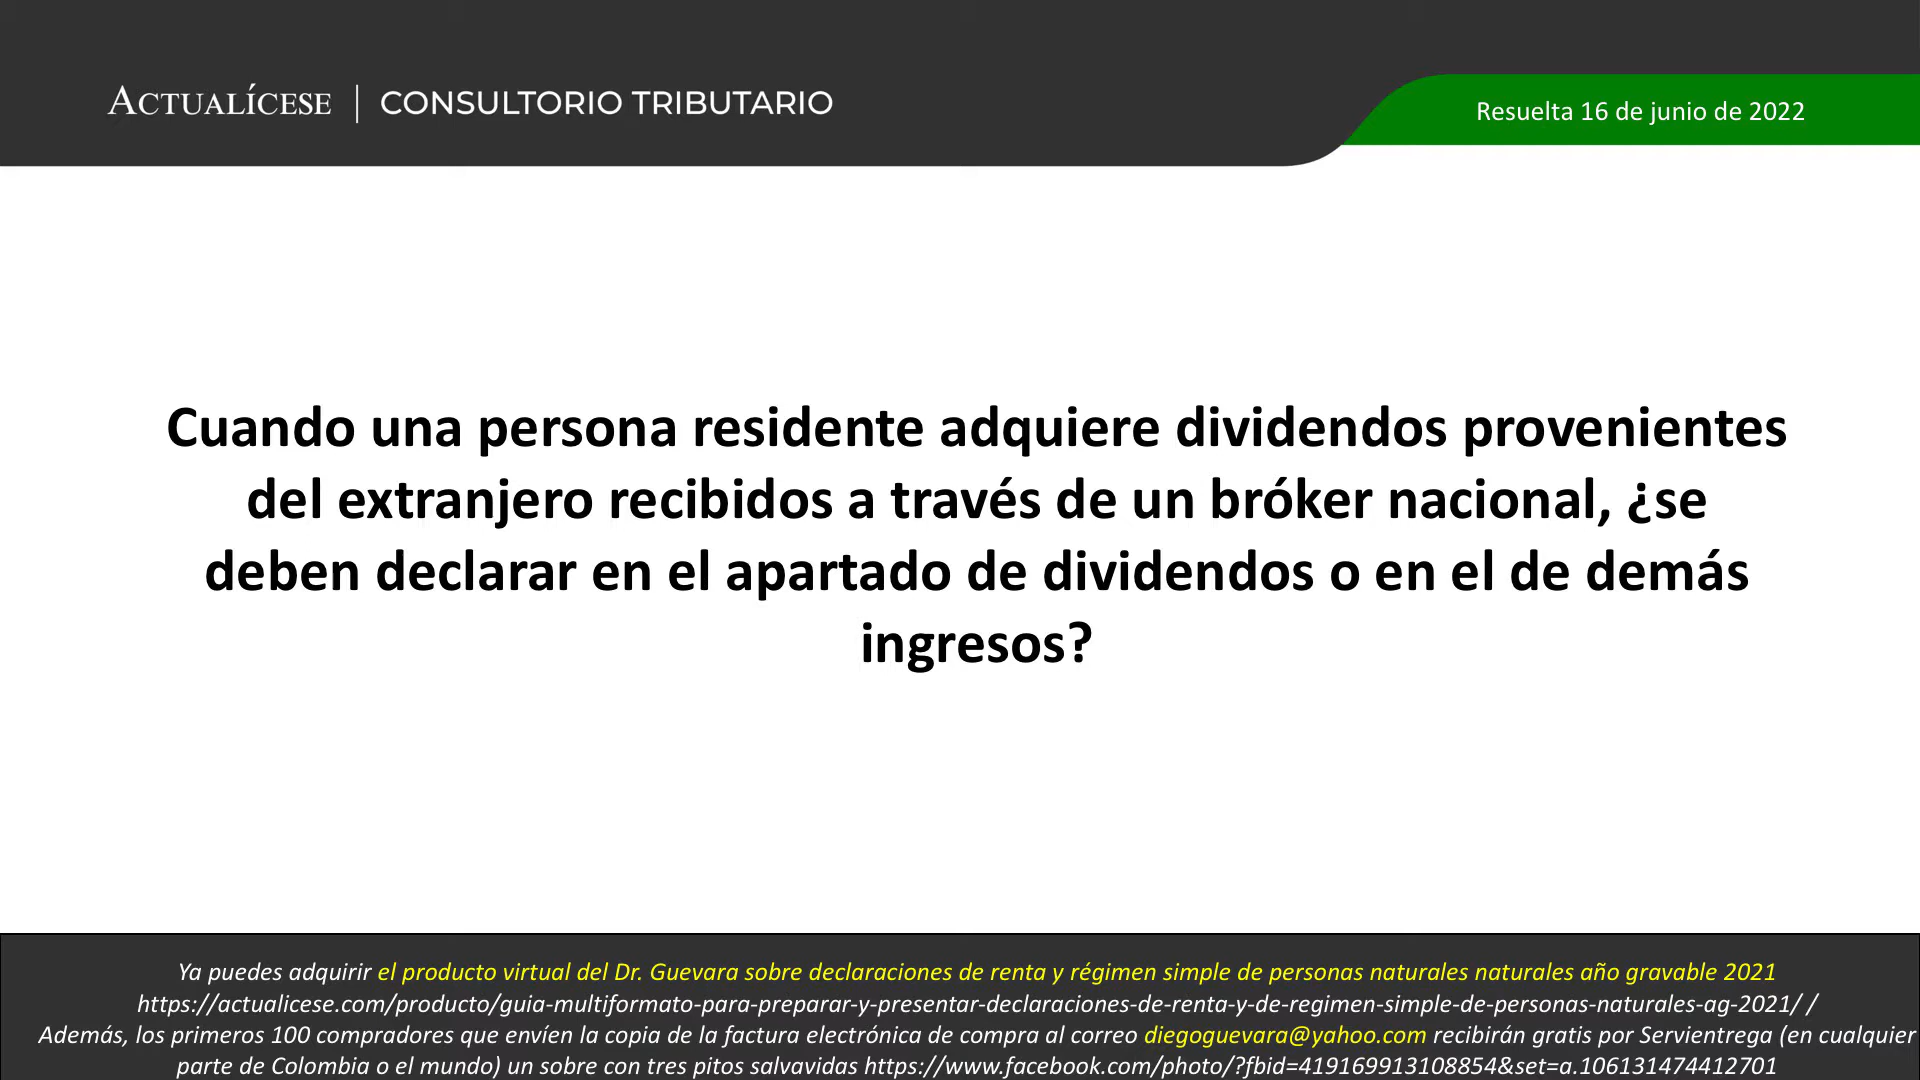 ACTUALÍCESE | CONSULTORIO TRIBUTARIO
Resuelta 16 de junio de 2022
Cuando una persona residente adquiere dividendos provenientes
del extranjero recibidos a través de un bróker nacional, ¿se
deben declarar en el apartado de dividendos o en el de demás
ingresos?
Ya puedes adquirir el producto virtual del Dr. Guevara sobre declaraciones de renta y régimen simple de personas naturales naturales año gravable 2021
https://actualicese.com/producto/guia-multiformato-para-preparar-y-presentar-declaraciones-de-renta-y-de-regimen-simple-de-personas-naturales-ag-2021/ /
Además, los primeros 100 compradores que envíen la copia de la factura electrónica de compra al correo diegoguevara@yahoo.com recibirán gratis por Servientrega (en cualquier
parte de Colombia o el mundo) un sobre con tres pitos salvavidas https://www.facebook.com/photo/?fbid=419169913108854&set=a.106131474412701